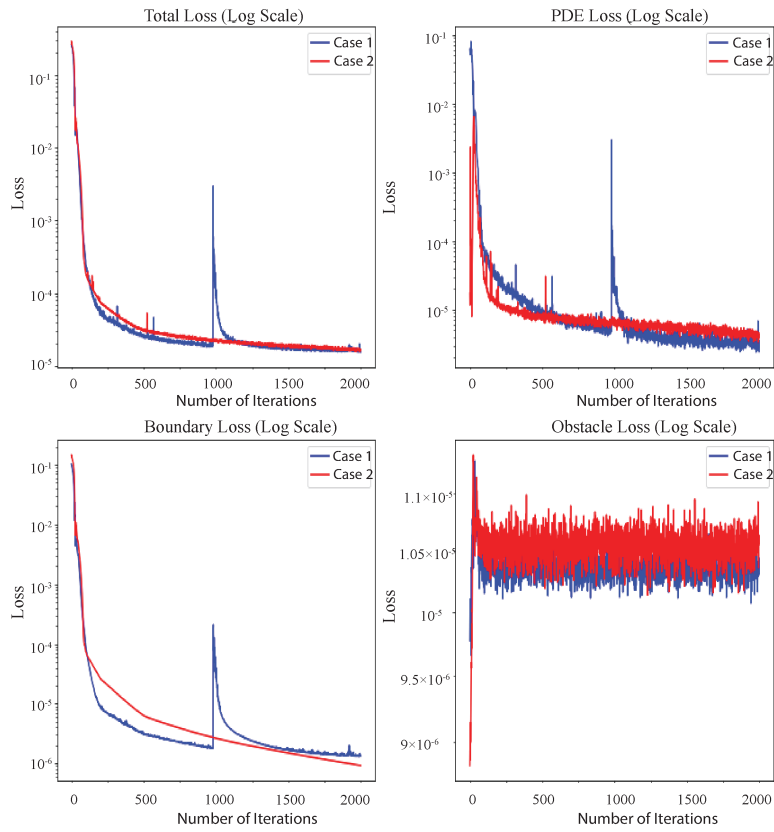 Total Loss (Log Scale)
Case 1
Case 2
10⁻¹
10⁻²
10⁻³
10⁻⁴
10⁻⁵
Loss
0 500 1000 1500 2000
Number of Iterations
PDE Loss (Log Scale)
Case 1
Case 2
10⁻¹
10⁻²
10⁻³
10⁻⁴
10⁻⁵
Loss
0 500 1000 1500 2000
Number of Iterations
Boundary Loss (Log Scale)
Case 1
Case 2
10⁻¹
10⁻²
10⁻³
10⁻⁴
10⁻⁵
10⁻⁶
Loss
0 500 1000 1500 2000
Number of Iterations
Obstacle Loss (Log Scale)
Case 1
Case 2
1.1×10⁻⁵
1.05×10⁻⁵
10⁻⁵
9.5×10⁻⁶
9×10⁻⁶
Loss
0 500 1000 1500 2000
Number of Iterations